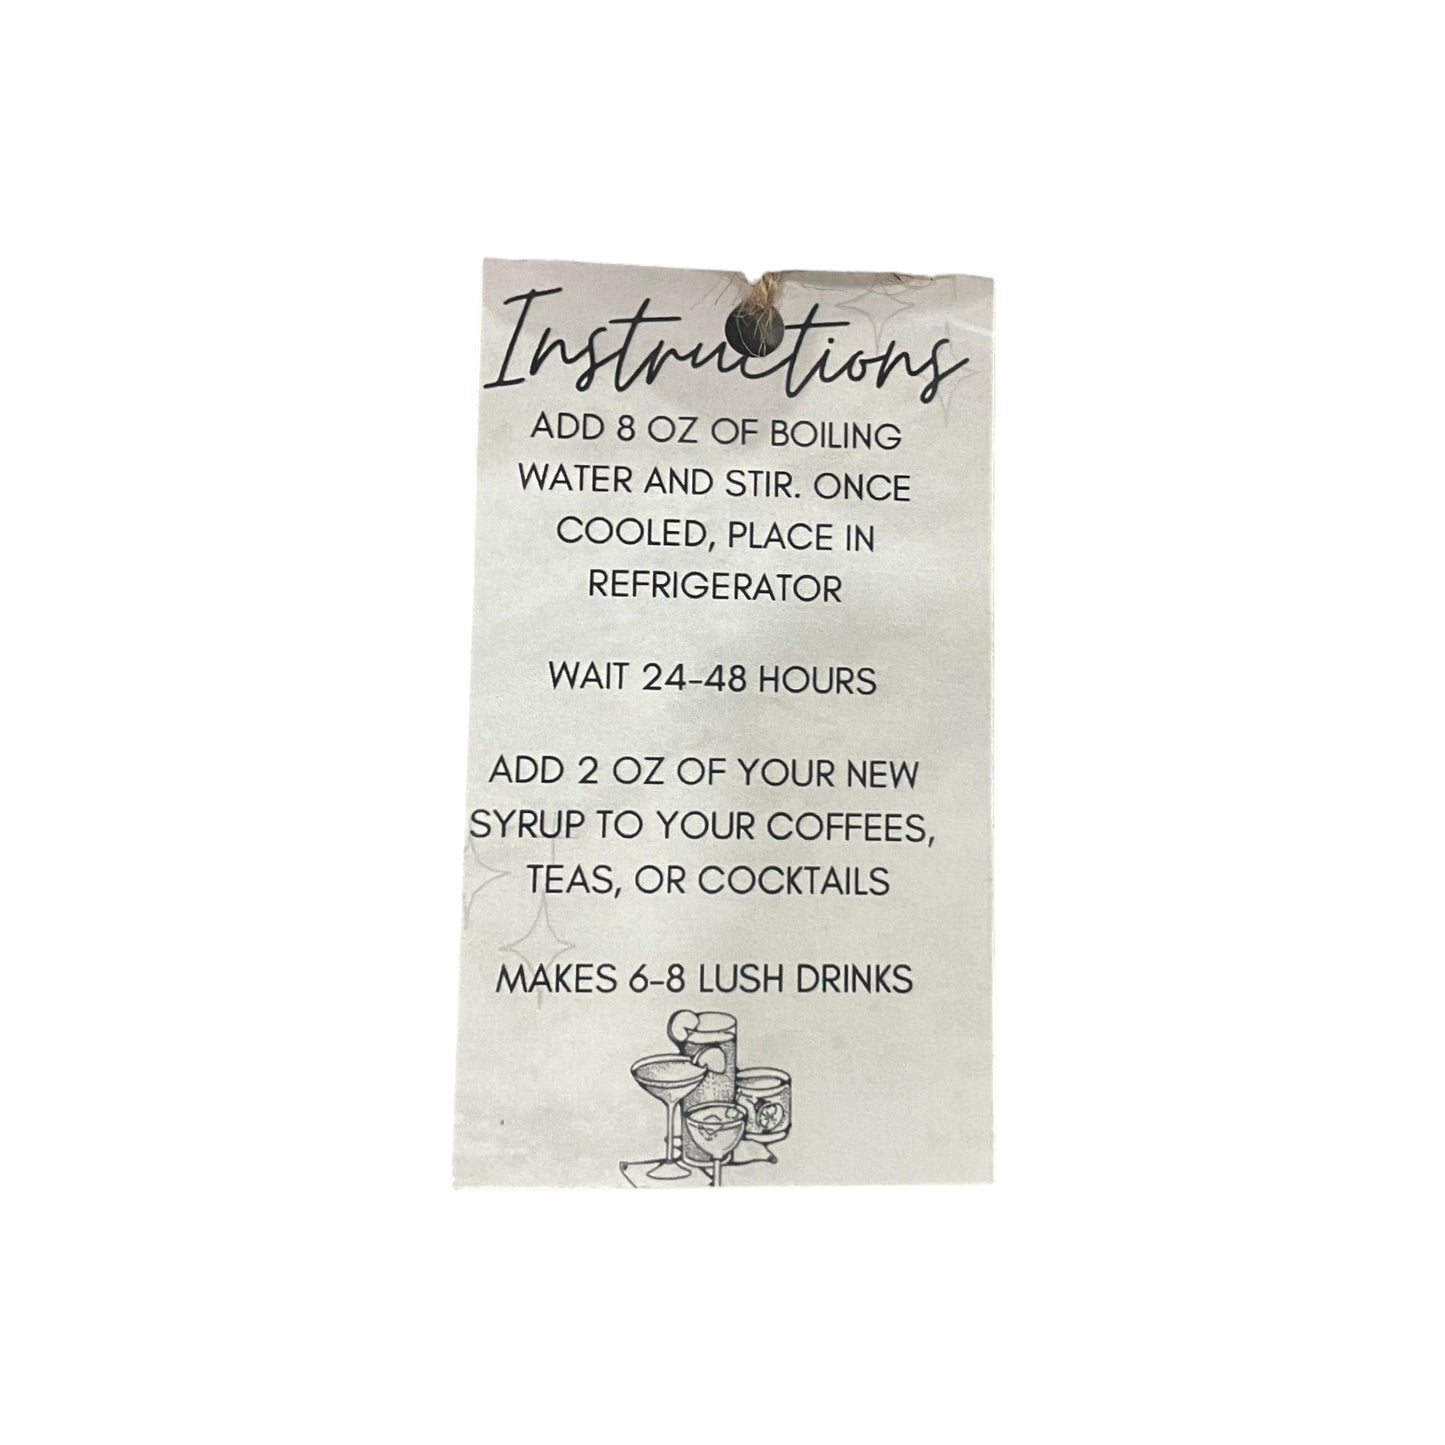 Instructions
ADD 8 OZ OF BOILING
WATER AND STIR. ONCE
COOLED, PLACE IN
REFRIGERATOR
WAIT 24-48 HOURS
ADD 2 OZ OF YOUR NEW
SYRUP TO YOUR COFFEES,
TEAS, OR COCKTAILS
MAKES 6-8 LUSH DRINKS